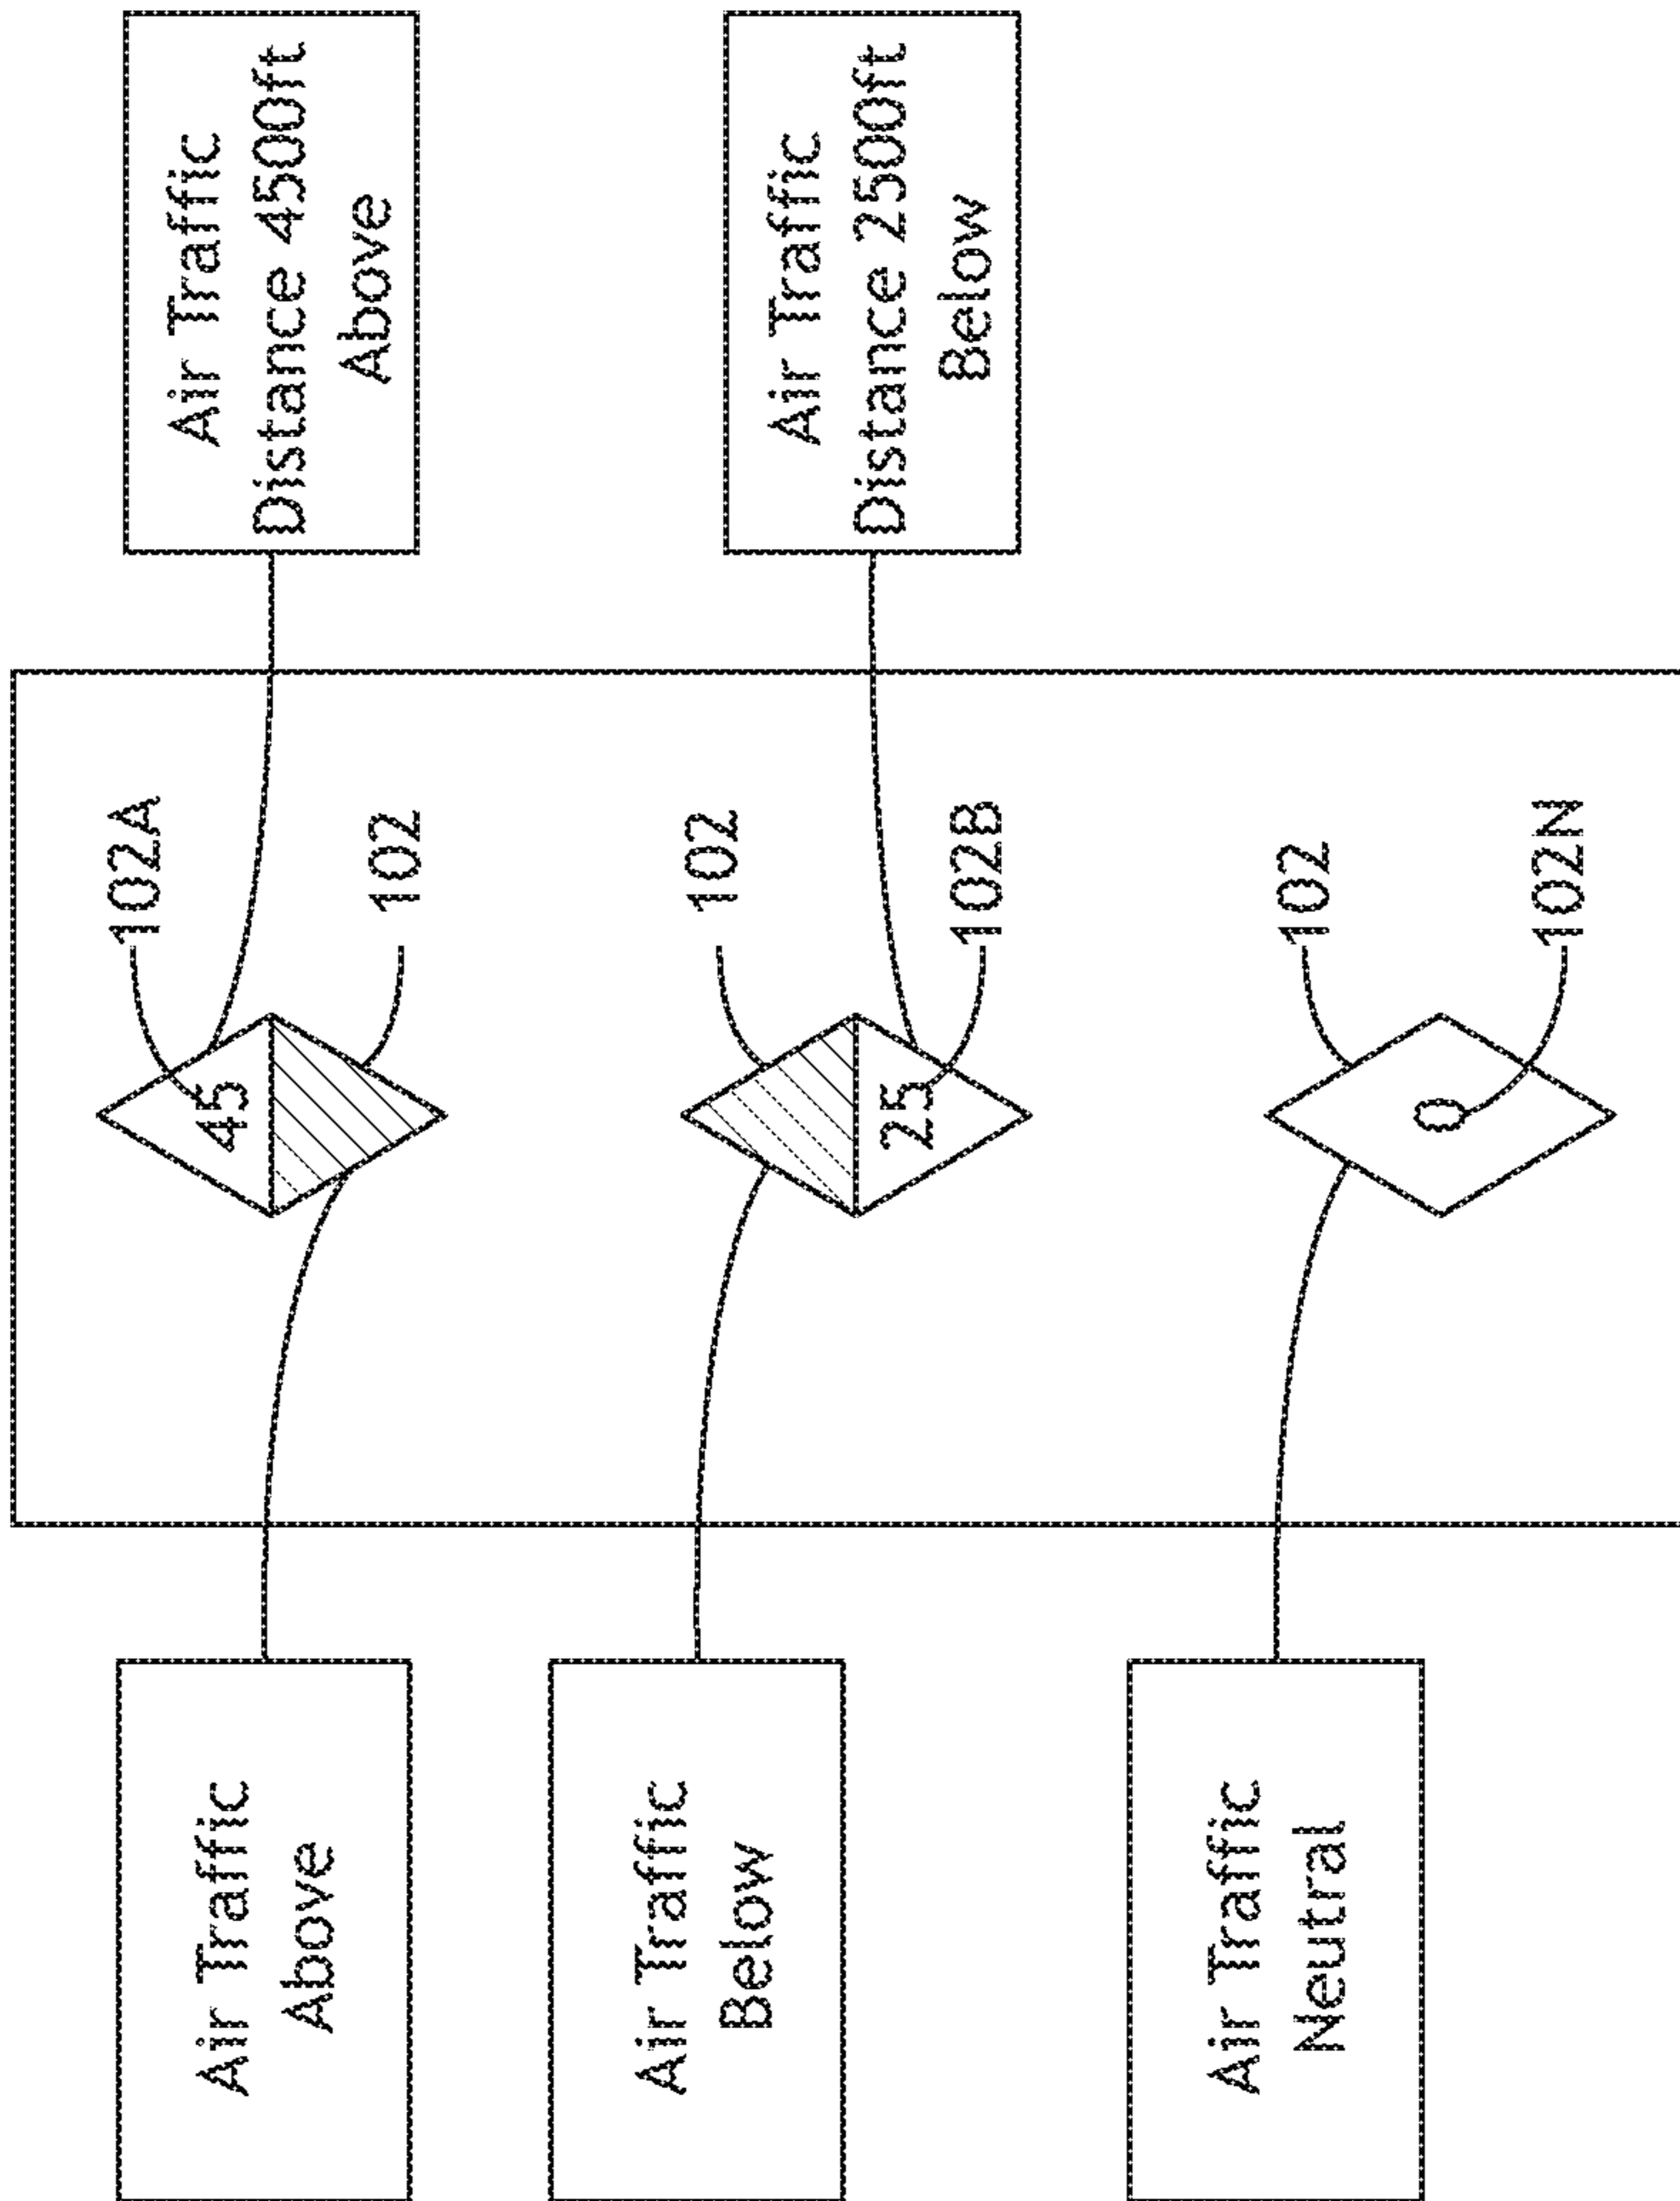 Air Traffic
Above
102A
45
102
Air Traffic
Distance 4500ft
Above
Air Traffic
Below
102
25
102B
Air Traffic
Distance 2500ft
Below
Air Traffic
Neutral
102
0
102N